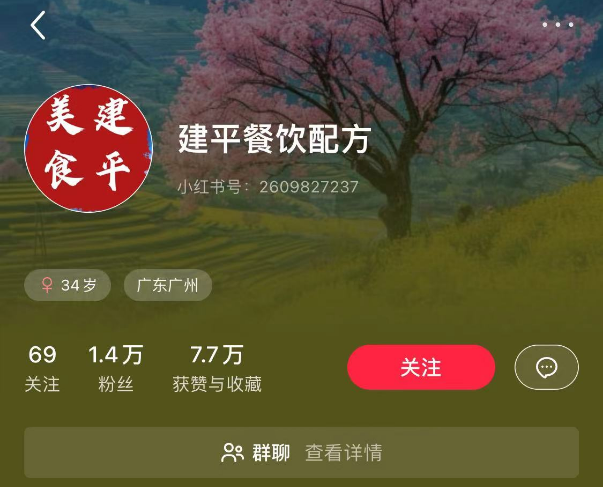 建平
美食
建平餐饮配方
小红书号：2609827237
34岁
广东广州
69
1.4万
7.7万
关注
粉丝
获赞与收藏
关注
群聊 查看详情